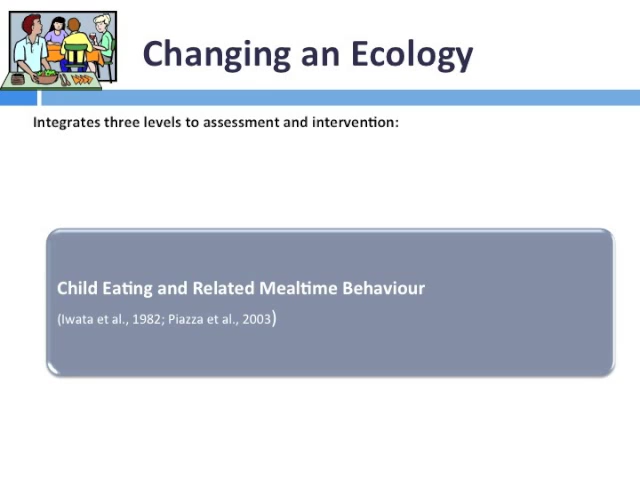 Changing an Ecology
Integrates three levels to assessment and intervention:
Child Eating and Related Mealtime Behaviour
(Iwata et al., 1982; Piazza et al., 2003)